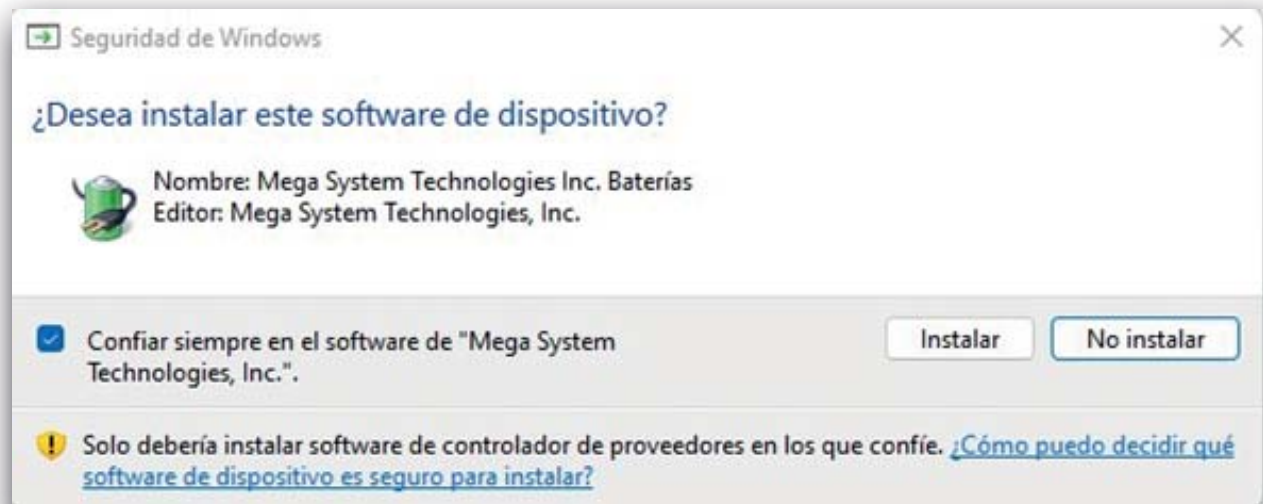 Seguridad de Windows
¿Desea instalar este software de dispositivo?
Nombre: Mega System Technologies Inc. Baterías
Editor: Mega System Technologies, Inc.
Confiar siempre en el software de "Mega System
Technologies, Inc.".
Instalar
No instalar
Solo debería instalar software de controlador de proveedores en los que confíe. ¿Cómo puedo decidir qué
software de dispositivo es seguro para instalar?